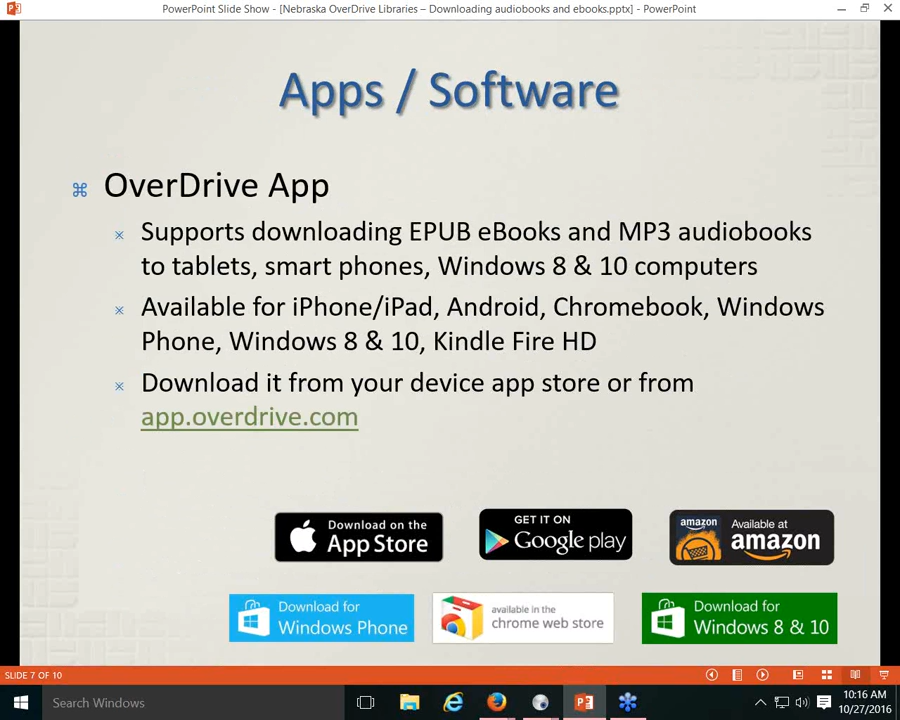 PowerPoint Slide Show - [Nebraska OverDrive Libraries – Downloading audiobooks and ebooks.pptx] - PowerPoint
Apps / Software
OverDrive App
Supports downloading EPUB eBooks and MP3 audiobooks
to tablets, smart phones, Windows 8 & 10 computers
Available for iPhone/iPad, Android, Chromebook, Windows
Phone, Windows 8 & 10, Kindle Fire HD
Download it from your device app store or from
app.overdrive.com
Download on the
App Store
GET IT ON
Google play
amazon
Available at
amazon
Download for
Windows Phone
available in the
chrome web store
Download for
Windows 8 & 10
SLIDE 7 OF 10
Search Windows
10:16 AM
10/27/2016